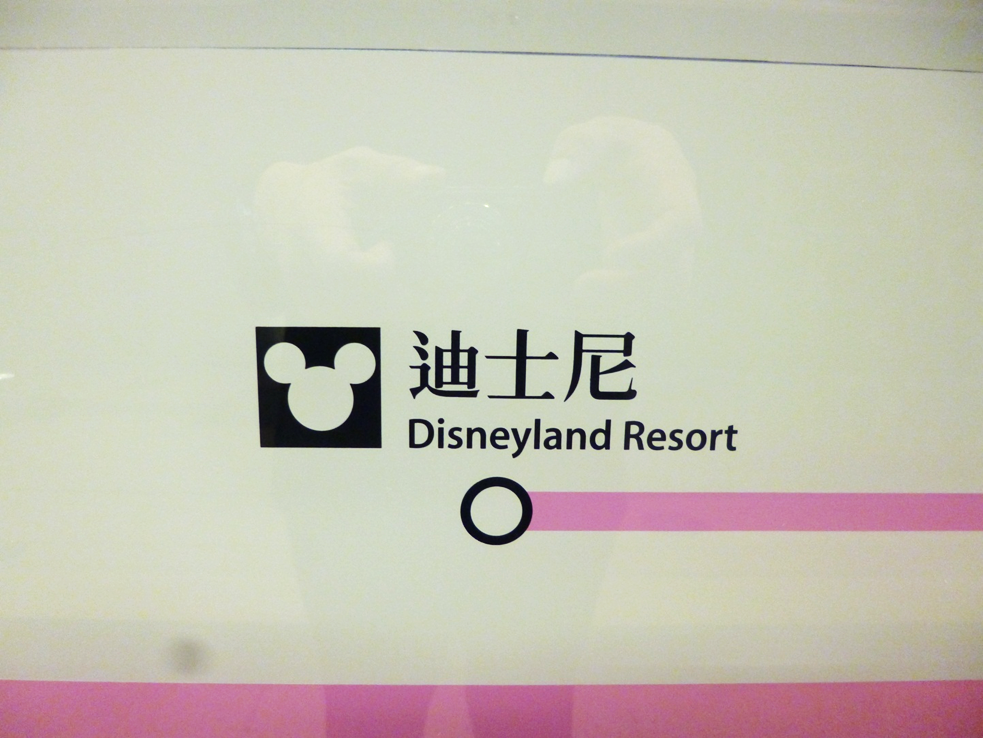 迪士尼
Disneyland Resort